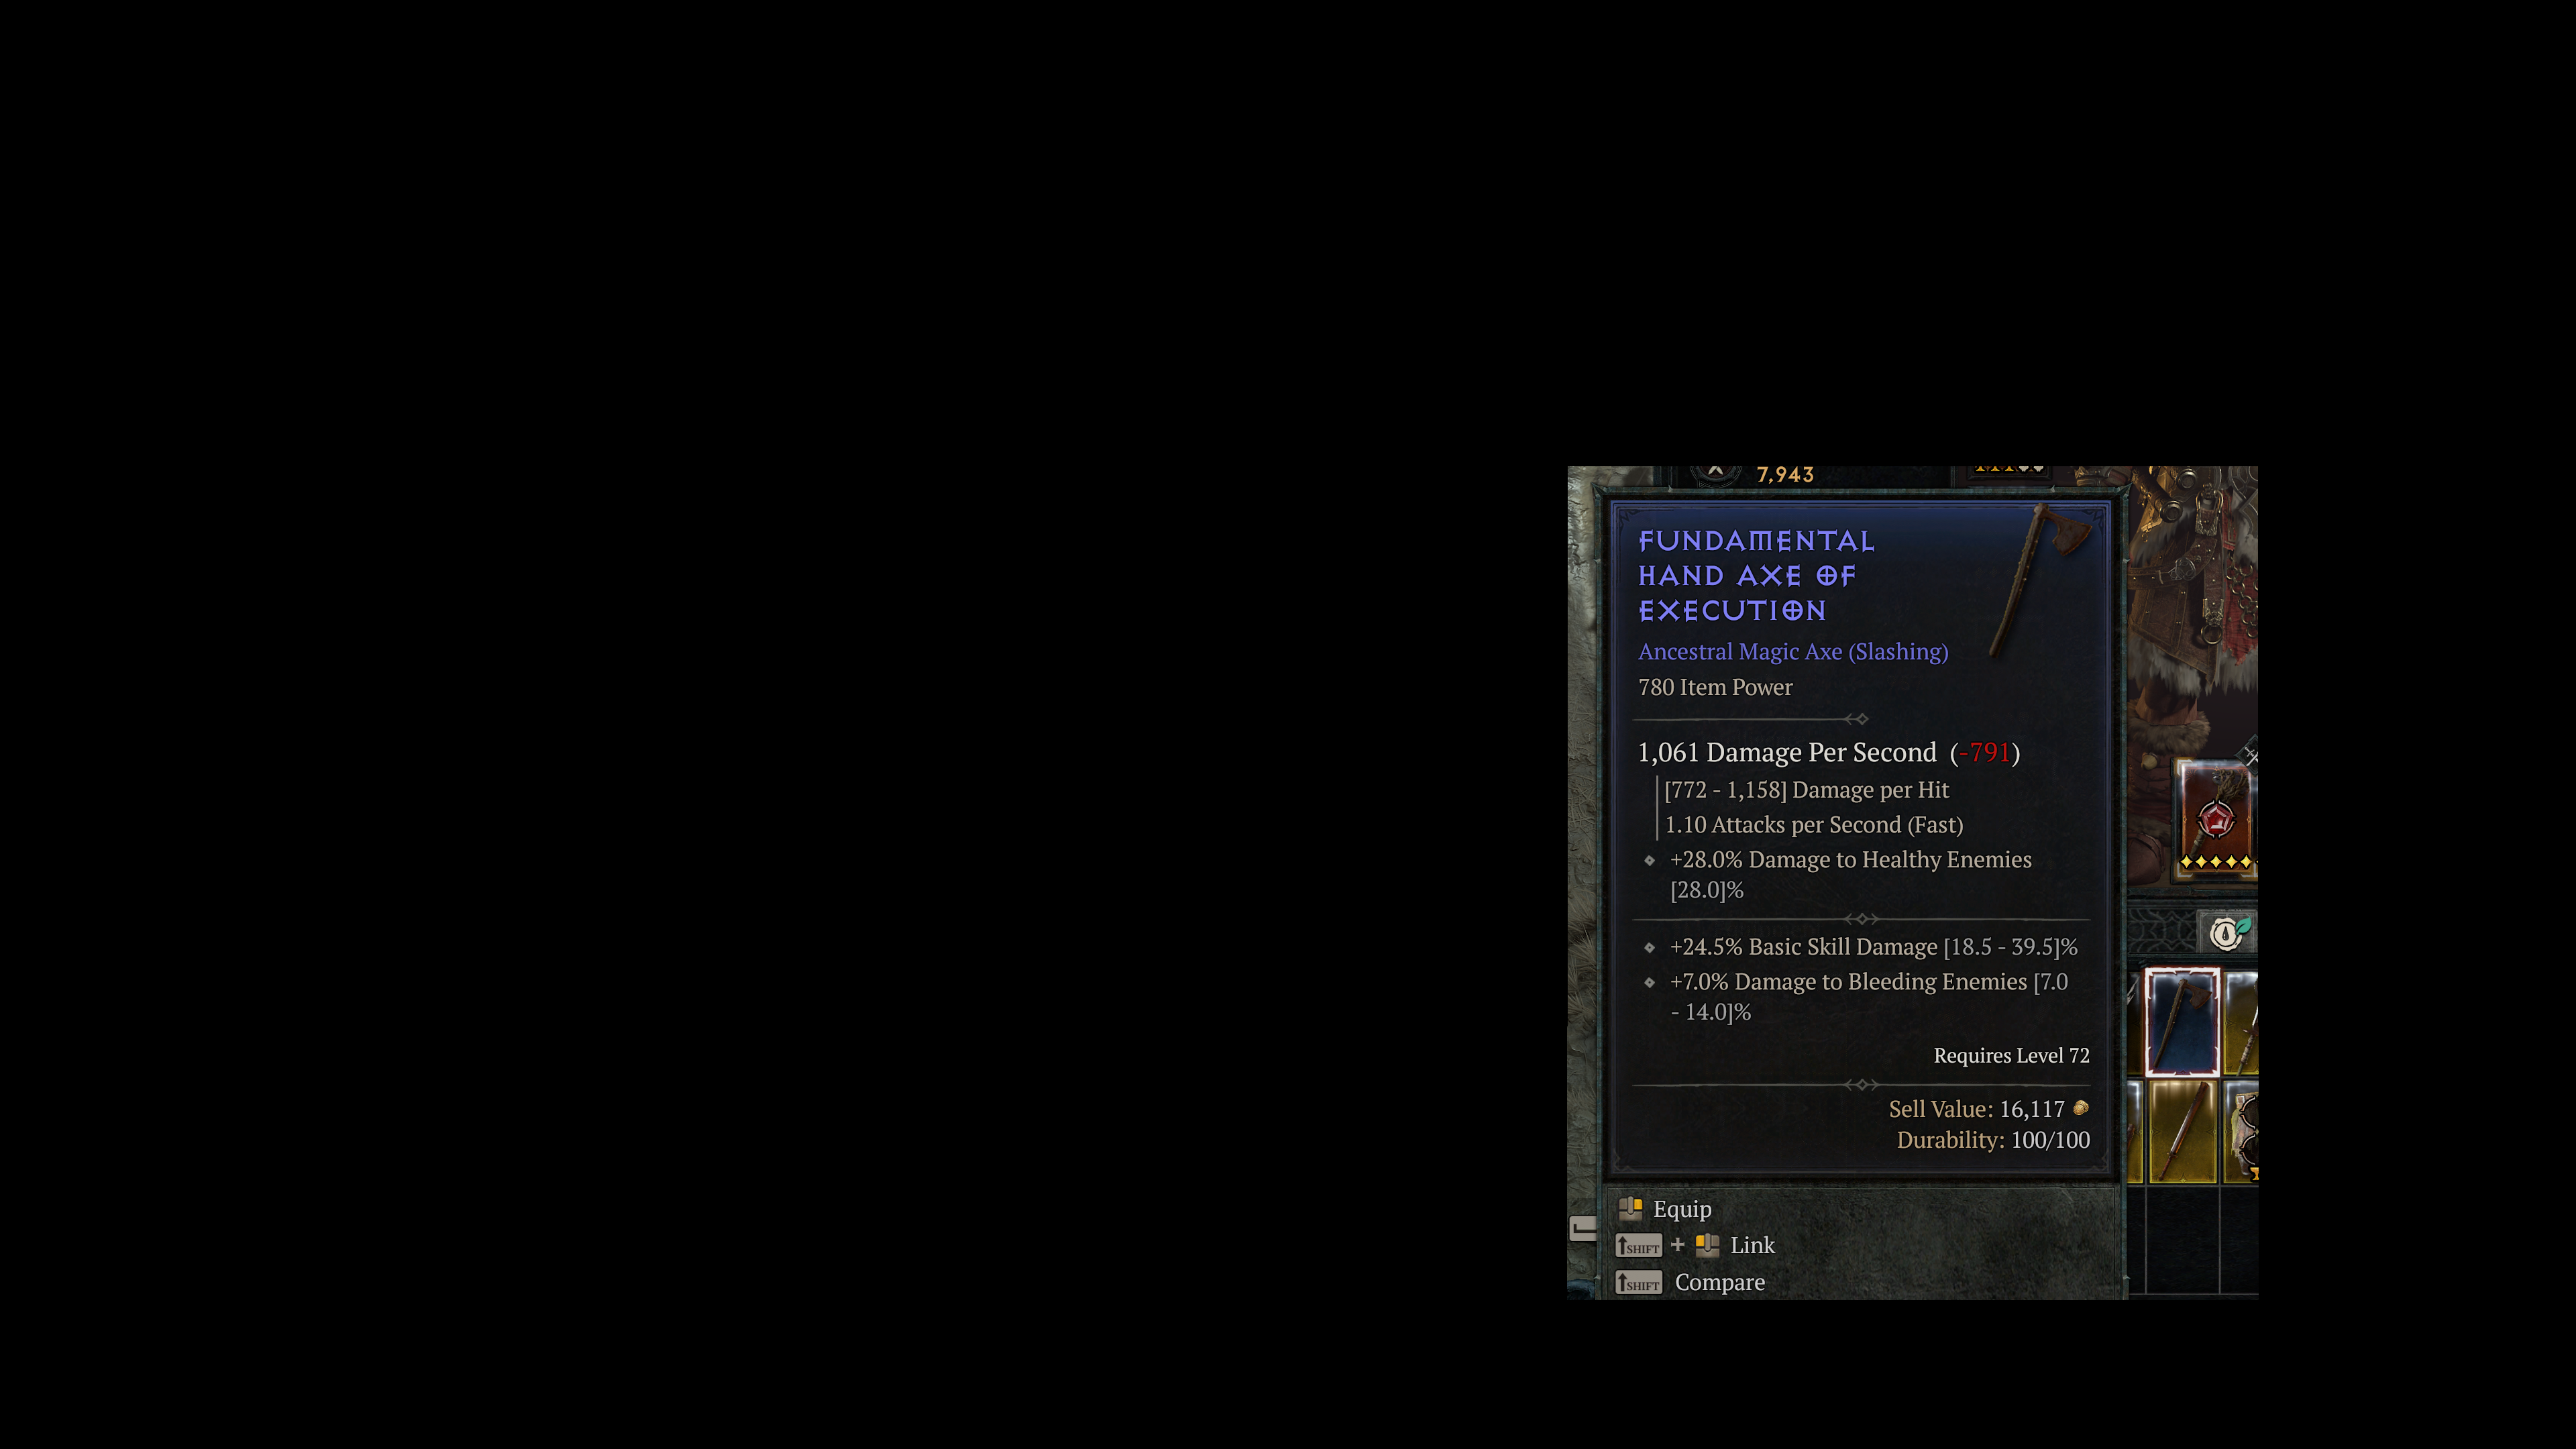 7,943
FUNDAMENTAL
HAND AXE OF
EXECUTION
Ancestral Magic Axe (Slashing)
780 Item Power
1,061 Damage Per Second (-791)
[772 - 1,158] Damage per Hit
1.10 Attacks per Second (Fast)
+28.0% Damage to Healthy Enemies
[28.0]%
+24.5% Basic Skill Damage [18.5 - 39.5]%
+7.0% Damage to Bleeding Enemies [7.0
- 14.0]%
Requires Level 72
Sell Value: 16,117
Durability: 100/100
Equip
SHIFT + Link
SHIFT Compare